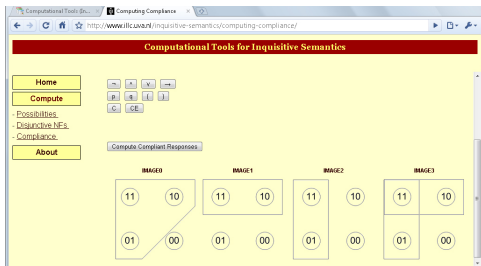 Computational Tools (In... × Computing Compliance ×
http://www.illc.uva.nl/inquisitive-semantics/computing-compliance/
Computational Tools for Inquisitive Semantics
Home
Compute
- Possibilities
- Disjunctive NFs
- Compliance
About
¬ ^ v →
p q ( )
C CE
Compute Compliant Responses
IMAGE0 IMAGE1 IMAGE2 IMAGE3
11 10 11 10 11 10 11 10
01 00 01 00 01 00 01 00